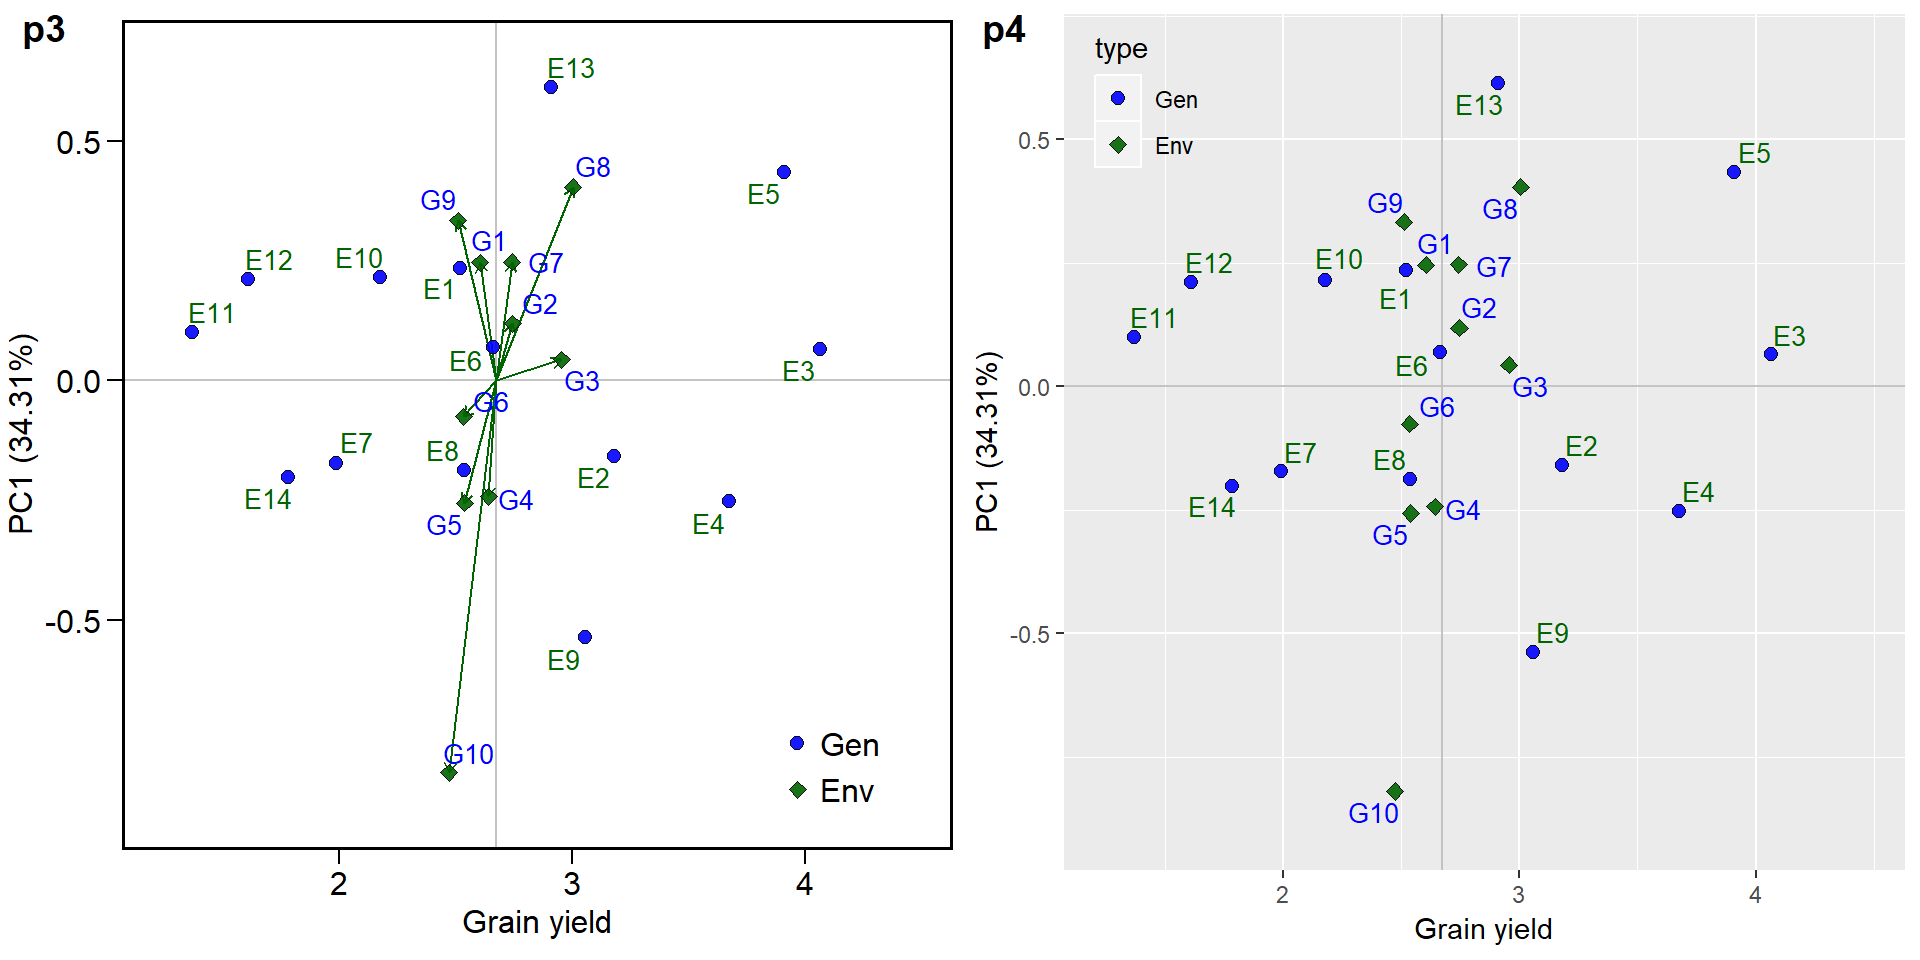 p3
E13
0.5
G8
E5
G9
G1
G7
E12
E10
E1
G2
E11
E6
E3
0.0
G3
G6
E7
E8
E2
E14
G4
G5
E4
-0.5
E9
G10
Gen
Env
2
3
4
Grain yield
PC1 (34.31%)
p4
type
Gen
Env
E13
0.5
E5
G9
G8
G1
E12
E10
G7
E1
G2
E11
E3
E6
0.0
G3
G6
E2
E7
E8
E4
E14
G4
G5
-0.5
E9
G10
2
3
4
Grain yield
PC1 (34.31%)